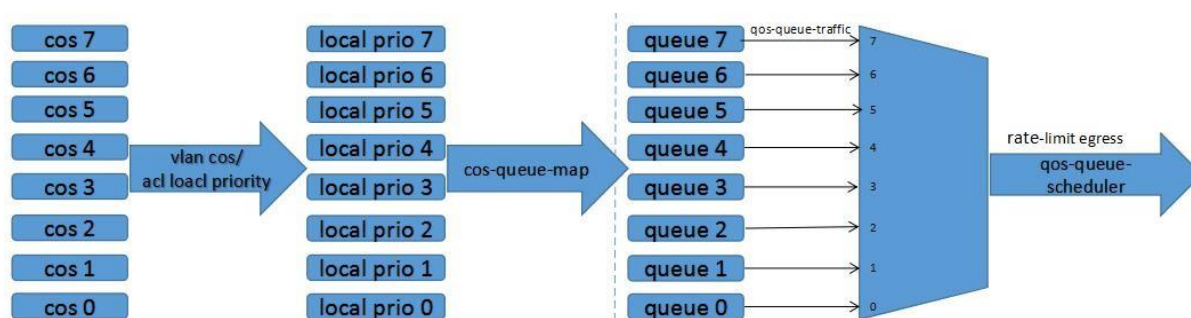 cos 7
cos 6
cos 5
cos 4
cos 3
cos 2
cos 1
cos 0
vlan cos/
acl loacl priority
local prio 7
local prio 6
local prio 5
local prio 4
local prio 3
local prio 2
local prio 1
local prio 0
cos-queue-map
queue 7
queue 6
queue 5
queue 4
queue 3
queue 2
queue 1
queue 0
qos-queue-traffic
7
6
5
4
3
2
1
0
rate-limit egress
qos-queue-
scheduler